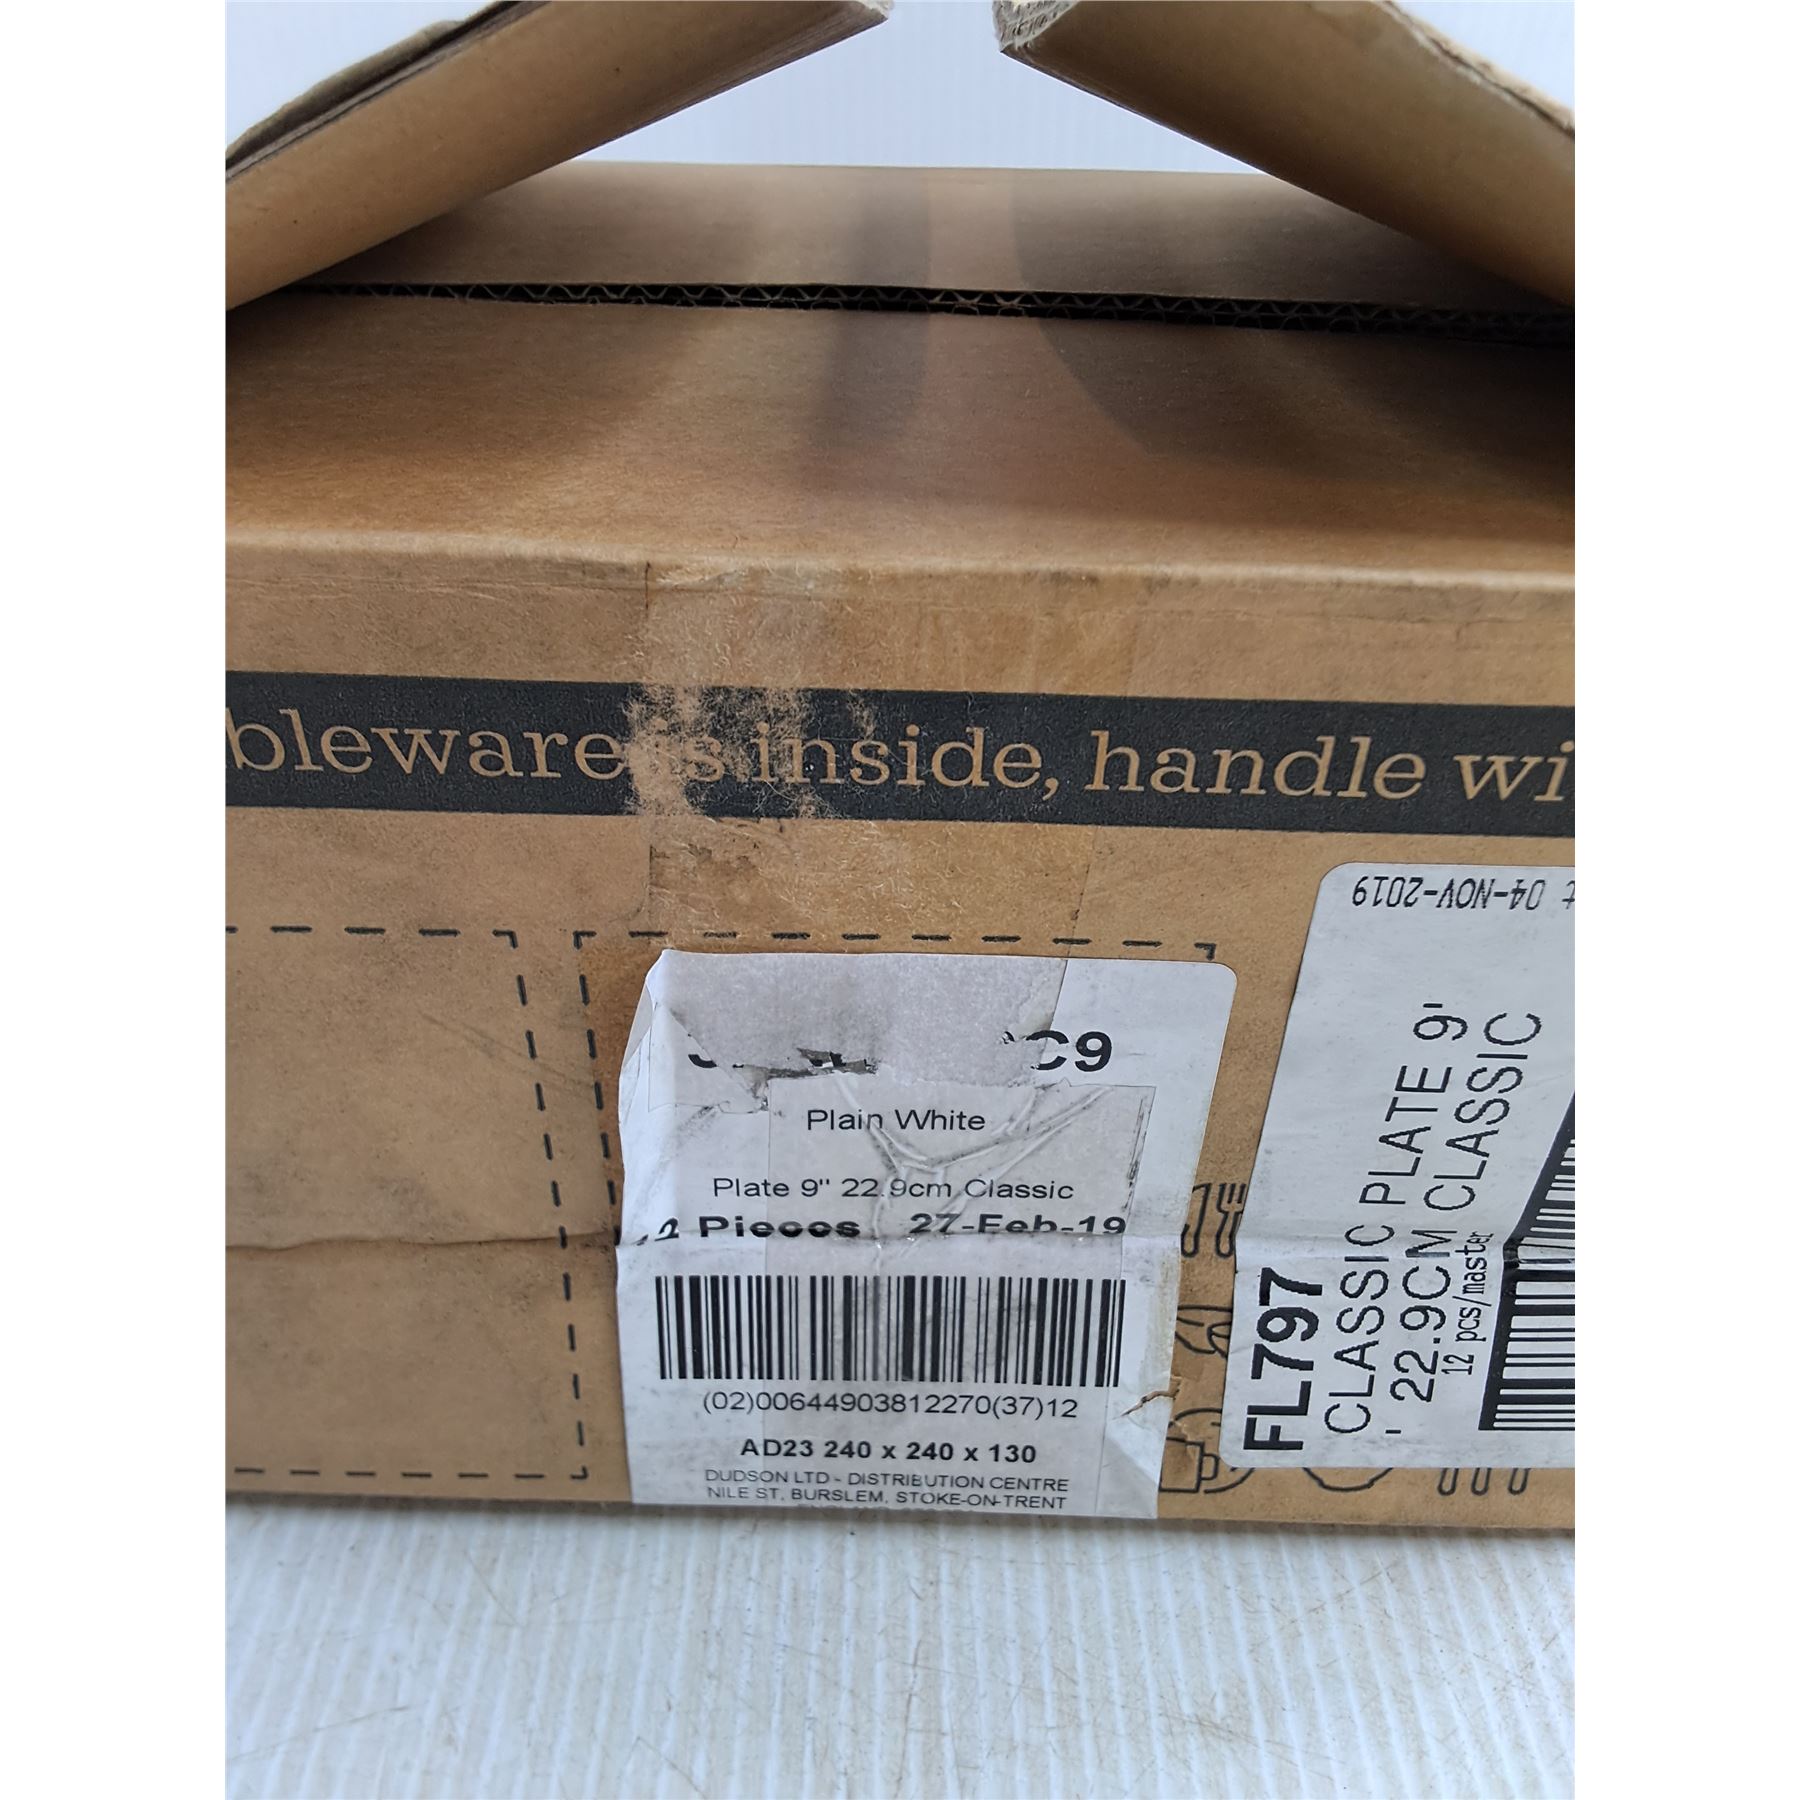 bleware is inside, handle wi
C9
Plain White
Plate 9" 22.9cm Classic
Pieces 27-Feb-19
(02)00644903812270(37)12
AD23 240 x 240 x 130
DUDSON LTD - DISTRIBUTION CENTRE
NILE ST, BURSLEM, STOKE-ON-TRENT
04-NOV-2019
FL797
CLASSIC PLATE 9'
' 22.9CM CLASSIC
12 pcs/master